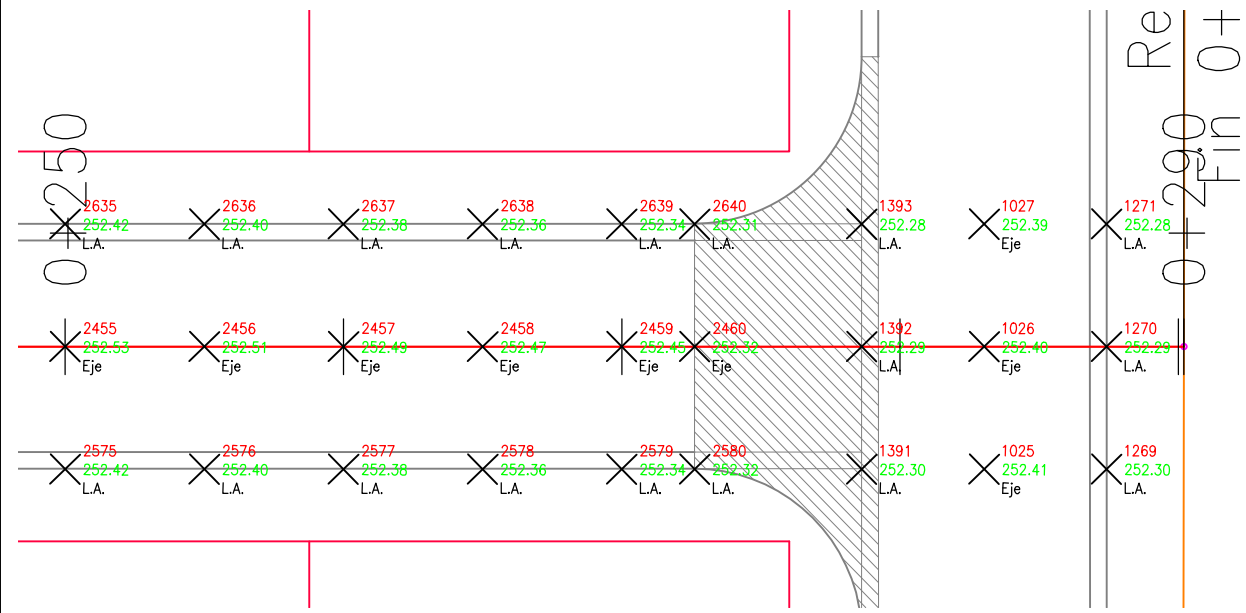 Re
0+
Fin
0+250
0+290
2635
252.42
L.A.
2636
252.40
L.A.
2637
252.38
L.A.
2638
252.36
L.A.
2639
252.34
L.A.
2640
252.31
L.A.
1393
252.28
L.A.
1027
252.39
Eje
1271
252.28
L.A.
2455
252.53
Eje
2456
252.51
Eje
2457
252.49
Eje
2458
252.47
Eje
2459
252.45
Eje
2460
252.32
Eje
1392
252.29
L.A.
1026
252.40
Eje
1270
252.29
L.A.
2575
252.42
L.A.
2576
252.40
L.A.
2577
252.38
L.A.
2578
252.36
L.A.
2579
252.34
L.A.
2580
252.32
L.A.
1391
252.30
L.A.
1025
252.41
Eje
1269
252.30
L.A.